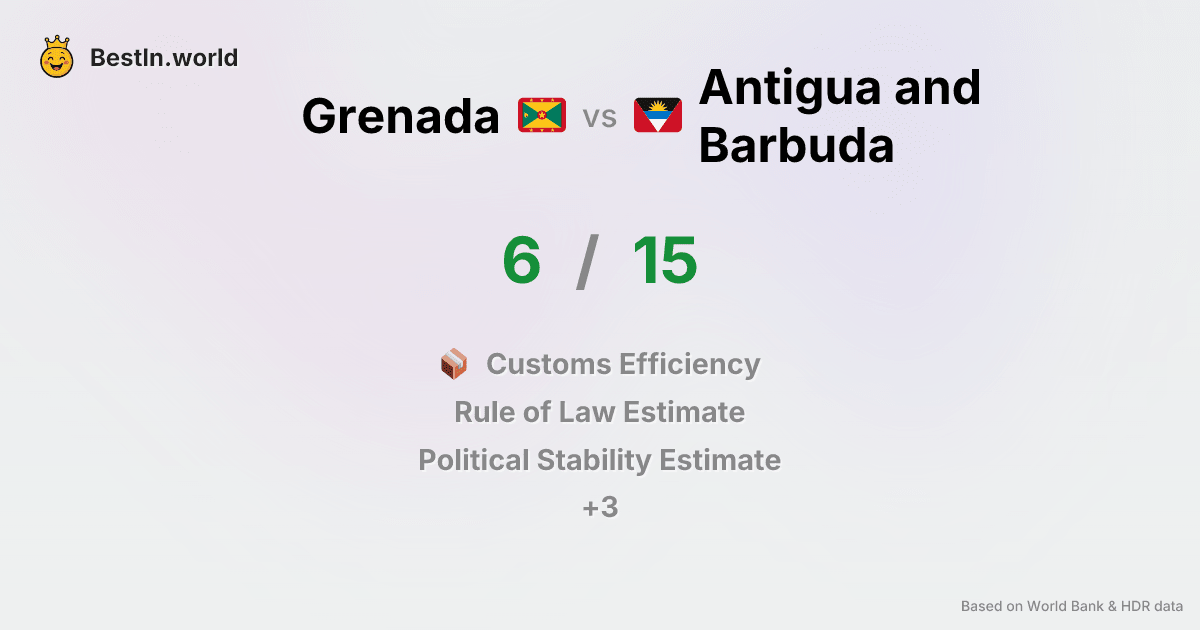 BestIn.world
Grenada vs Antigua and
Barbuda
6 / 15
Customs Efficiency
Rule of Law Estimate
Political Stability Estimate
+3
Based on World Bank & HDR data